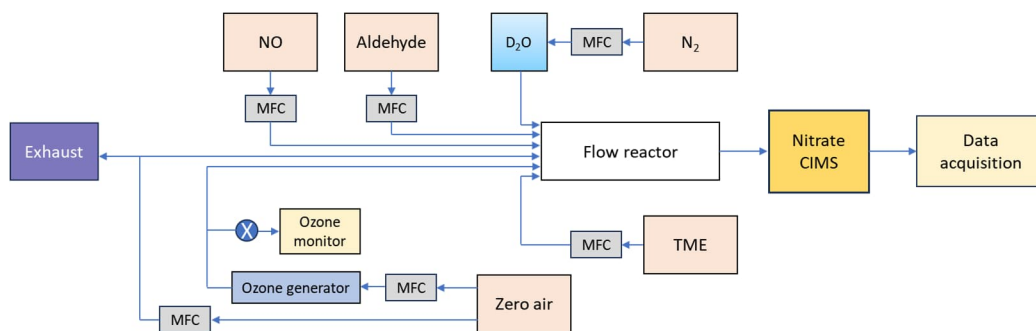 NO
Aldehyde
D₂O
MFC
N₂
MFC
MFC
Exhaust
Flow reactor
Nitrate
CIMS
Data
acquisition
X
Ozone
monitor
MFC
TME
Ozone generator
MFC
Zero air
MFC